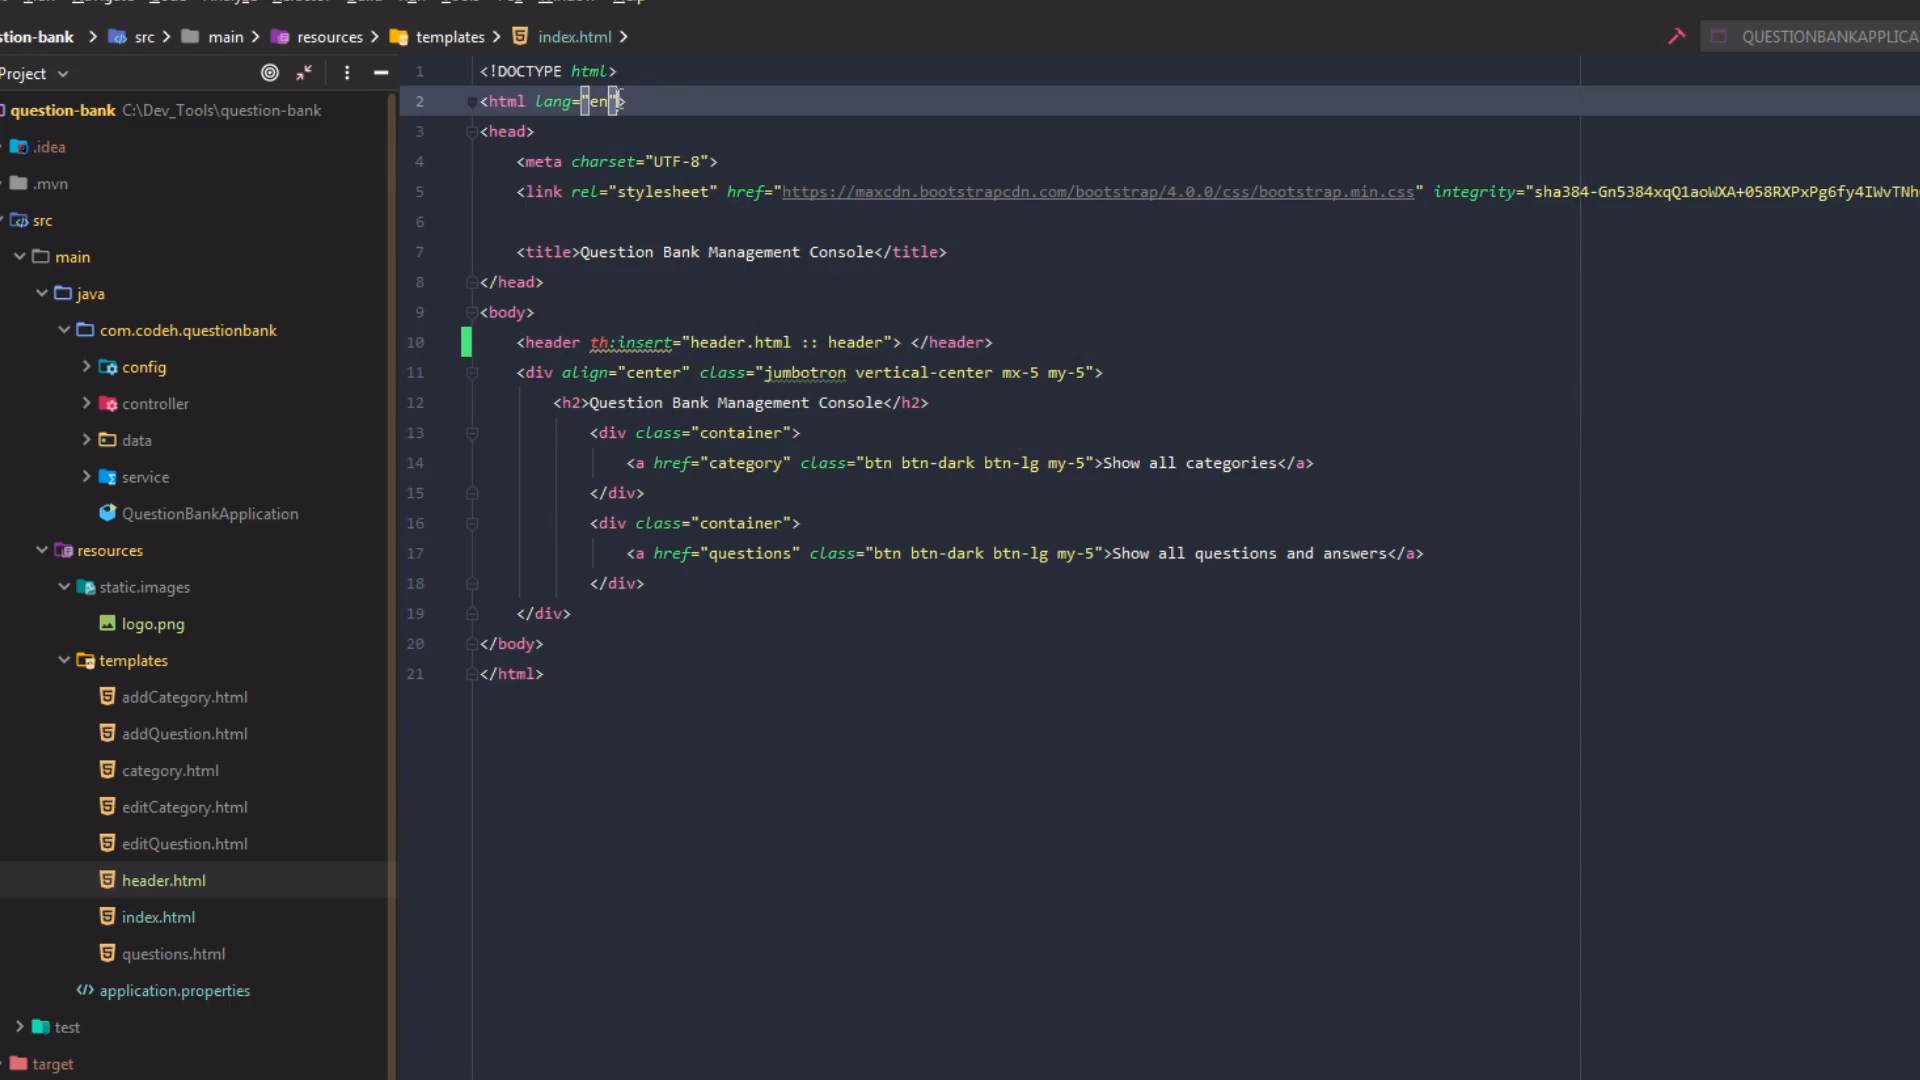 stion-bank > src > main > resources > templates > index.html >
QUESTIONBANKAPPLICA
Project
question-bank C:\Dev_Tools\question-bank
.idea
.mvn
src
main
java
com.codeh.questionbank
config
controller
data
service
QuestionBankApplication
resources
static.images
logo.png
templates
addCategory.html
addQuestion.html
category.html
editCategory.html
editQuestion.html
header.html
index.html
questions.html
application.properties
test
target
1 <!DOCTYPE html>
2 <html lang="en">
3 <head>
4 <meta charset="UTF-8">
5 <link rel="stylesheet" href="https://maxcdn.bootstrapcdn.com/bootstrap/4.0.0/css/bootstrap.min.css" integrity="sha384-Gn5384xqQ1aoWXA+058RXPxPg6fy4IWvTNh
6
7 <title>Question Bank Management Console</title>
8 </head>
9 <body>
10 <header th:insert="header.html :: header"> </header>
11 <div align="center" class="jumbotron vertical-center mx-5 my-5">
12 <h2>Question Bank Management Console</h2>
13 <div class="container">
14 <a href="category" class="btn btn-dark btn-lg my-5">Show all categories</a>
15 </div>
16 <div class="container">
17 <a href="questions" class="btn btn-dark btn-lg my-5">Show all questions and answers</a>
18 </div>
19 </div>
20 </body>
21 </html>